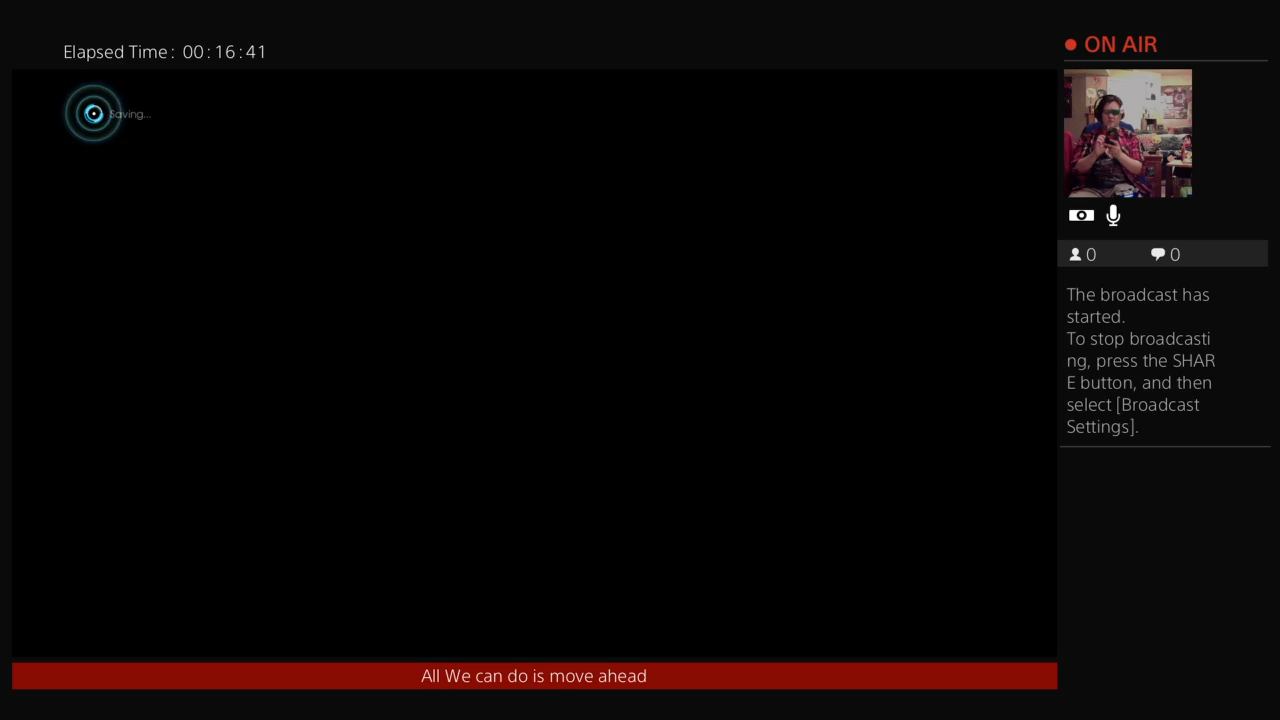 Elapsed Time: 00:16:41
ON AIR
Saving...
0
0
The broadcast has
started.
To stop broadcasti
ng, press the SHAR
E button, and then
select [Broadcast
Settings].
All We can do is move ahead